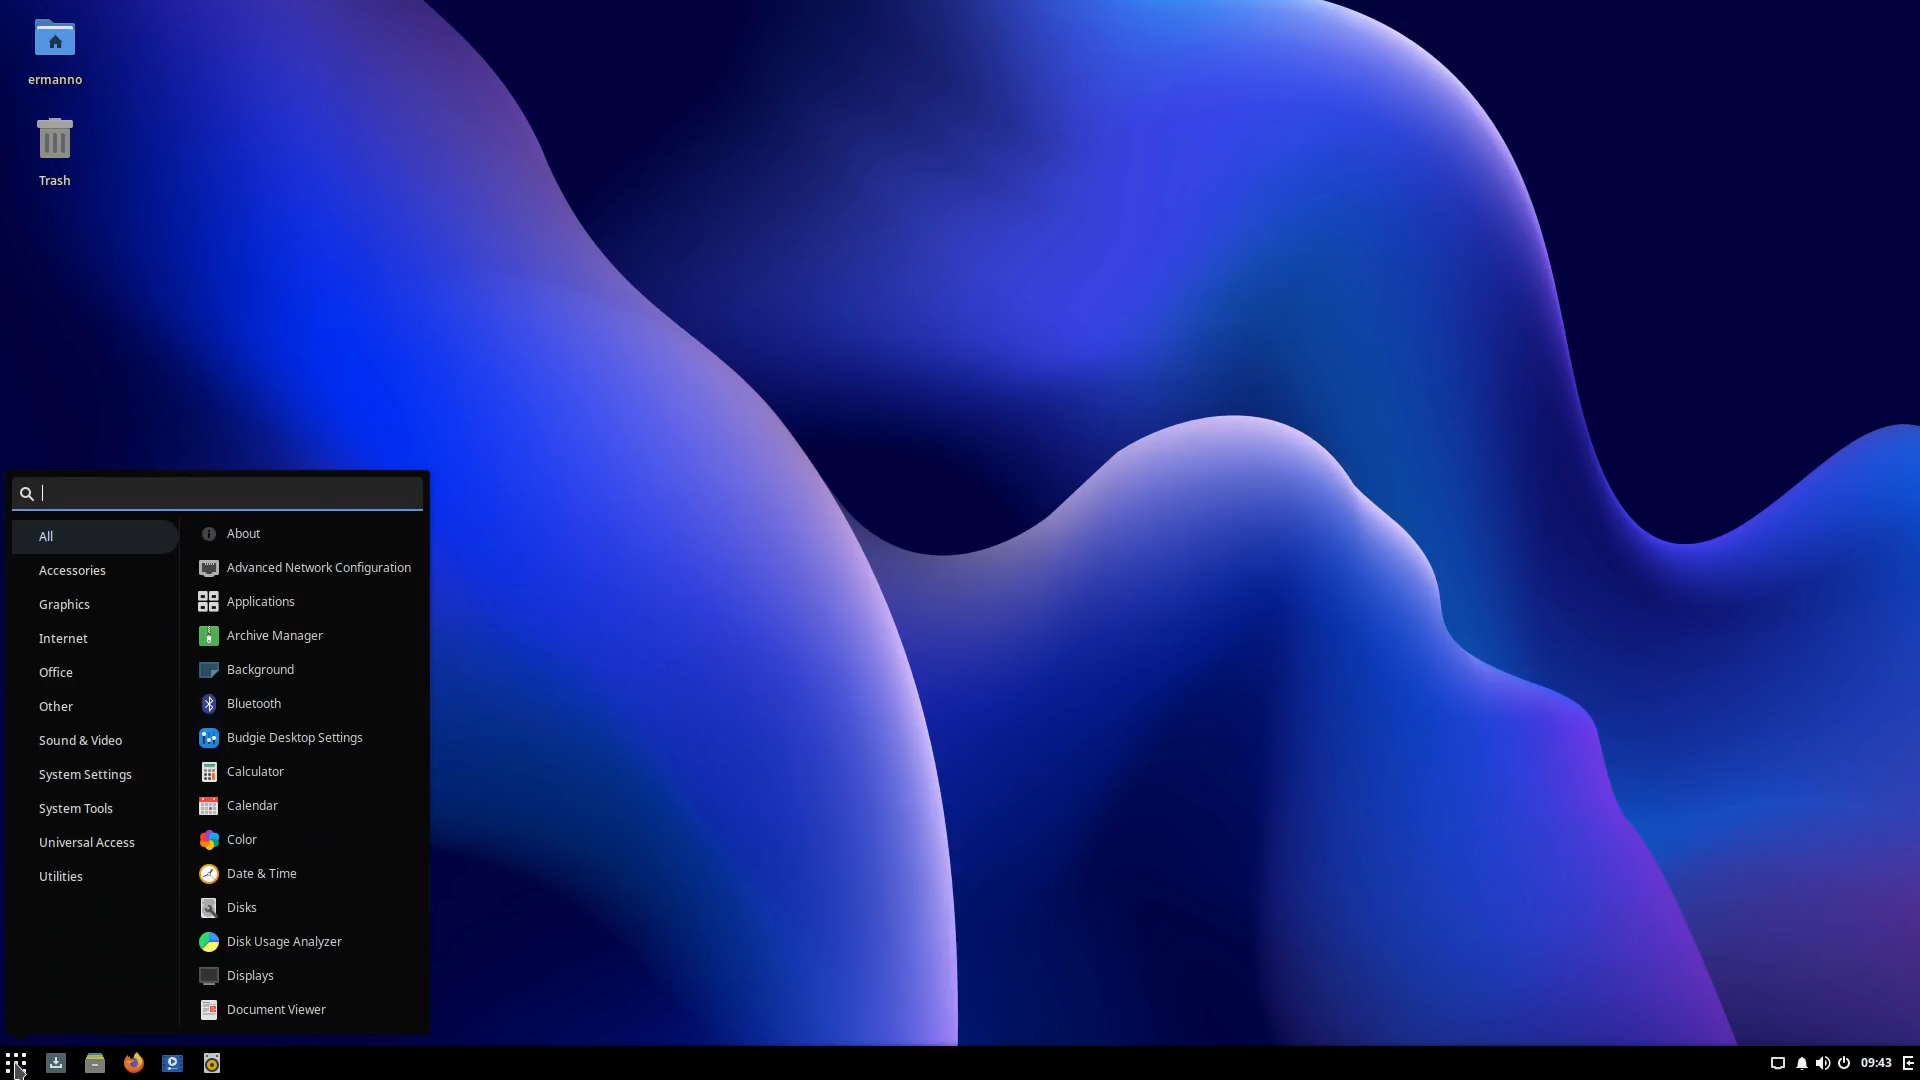 ermanno
Trash
All
Accessories
Graphics
Internet
Office
Other
Sound & Video
System Settings
System Tools
Universal Access
Utilities
About
Advanced Network Configuration
Applications
Archive Manager
Background
Bluetooth
Budgie Desktop Settings
Calculator
Calendar
Color
Date & Time
Disks
Disk Usage Analyzer
Displays
Document Viewer
09:43